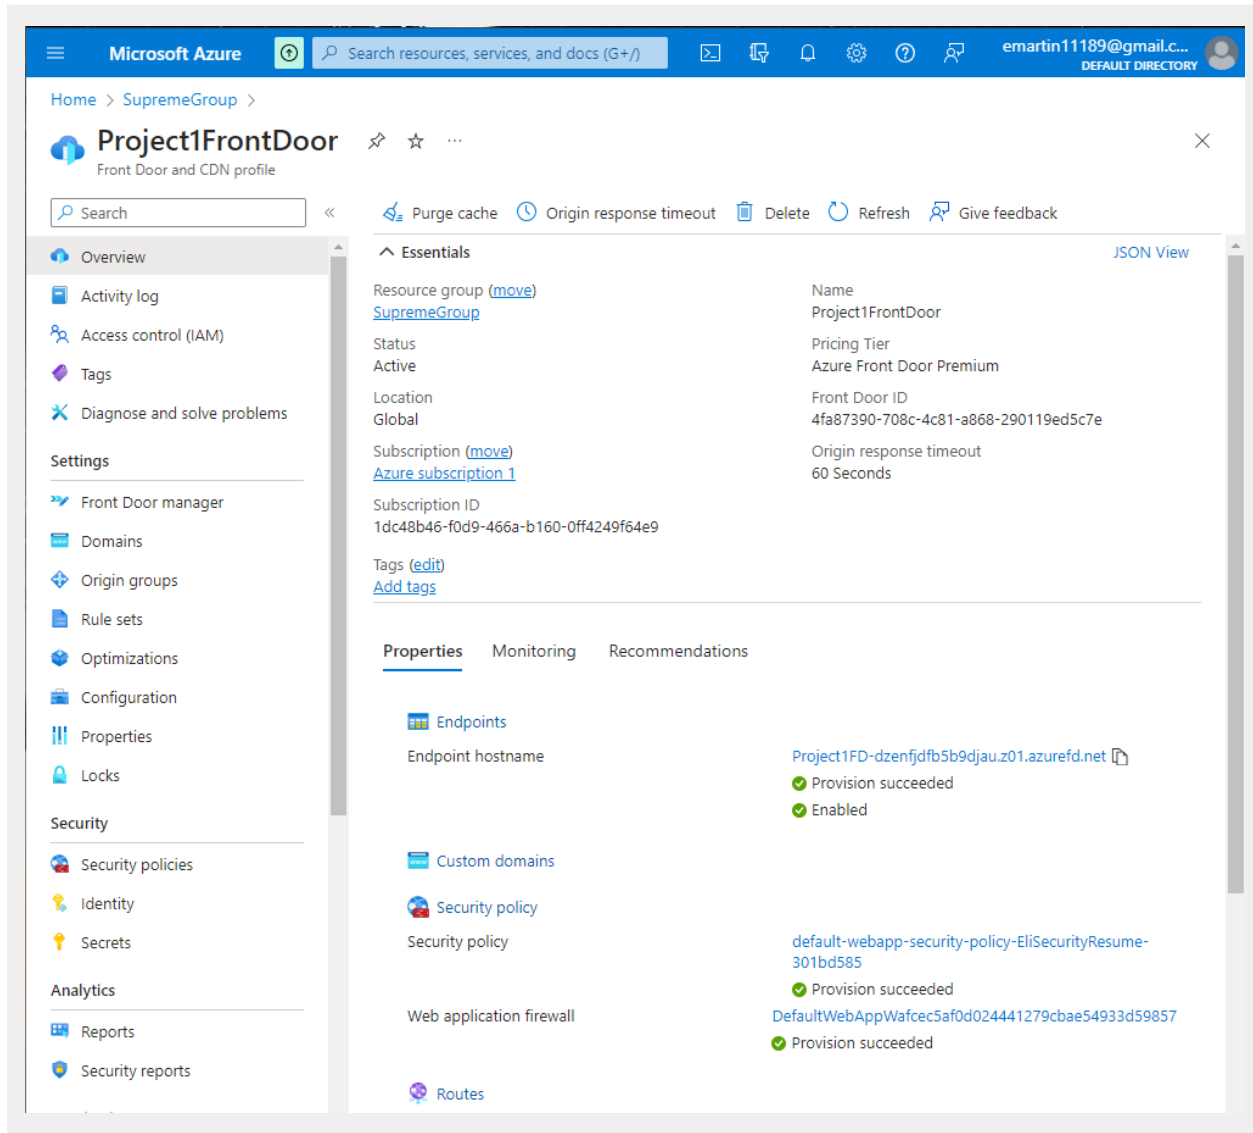 Microsoft Azure
Search resources, services, and docs (G+/)
emartin11189@gmail.c...
DEFAULT DIRECTORY
Home > SupremeGroup >
Project1FrontDoor
Front Door and CDN profile
Search
Purge cache
Origin response timeout
Delete
Refresh
Give feedback
Overview
Activity log
Access control (IAM)
Tags
Diagnose and solve problems
Settings
Front Door manager
Domains
Origin groups
Rule sets
Optimizations
Configuration
Properties
Locks
Security
Security policies
Identity
Secrets
Analytics
Reports
Security reports
Essentials
JSON View
Resource group (move)
SupremeGroup
Status
Active
Location
Global
Subscription (move)
Azure subscription 1
Subscription ID
1dc48b46-f0d9-466a-b160-0ff4249f64e9
Tags (edit)
Add tags
Name
Project1FrontDoor
Pricing Tier
Azure Front Door Premium
Front Door ID
4fa87390-708c-4c81-a868-290119ed5c7e
Origin response timeout
60 Seconds
Properties
Monitoring
Recommendations
Endpoints
Endpoint hostname
Project1FD-dzenfjdfb5b9djau.z01.azurefd.net
Provision succeeded
Enabled
Custom domains
Security policy
Security policy
default-webapp-security-policy-EliSecurityResume-
301bd585
Provision succeeded
Web application firewall
DefaultWebAppWafcec5af0d024441279cbae54933d59857
Provision succeeded
Routes